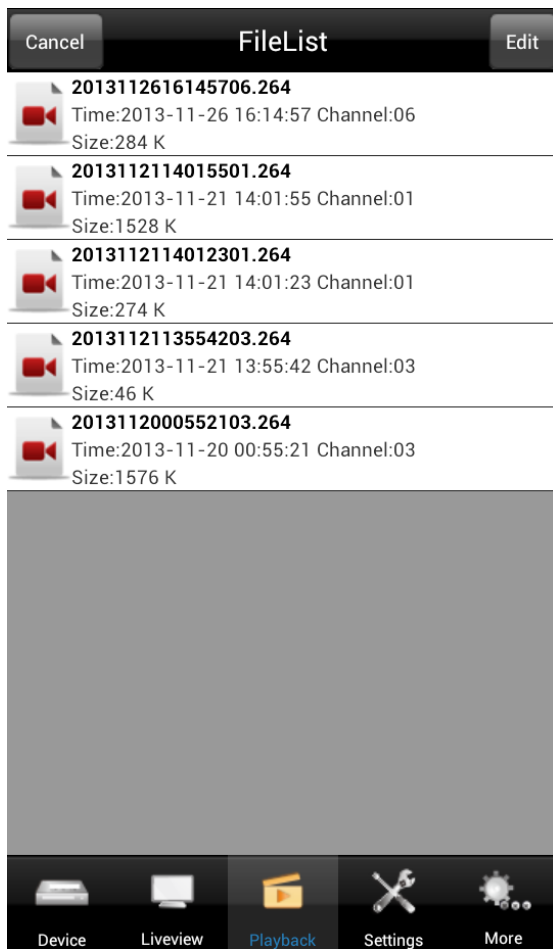 Cancel FileList Edit
2013112616145706.264
Time:2013-11-26 16:14:57 Channel:06
Size:284 K
2013112114015501.264
Time:2013-11-21 14:01:55 Channel:01
Size:1528 K
2013112114012301.264
Time:2013-11-21 14:01:23 Channel:01
Size:274 K
2013112113554203.264
Time:2013-11-21 13:55:42 Channel:03
Size:46 K
2013112000552103.264
Time:2013-11-20 00:55:21 Channel:03
Size:1576 K
Device Liveview Playback Settings More